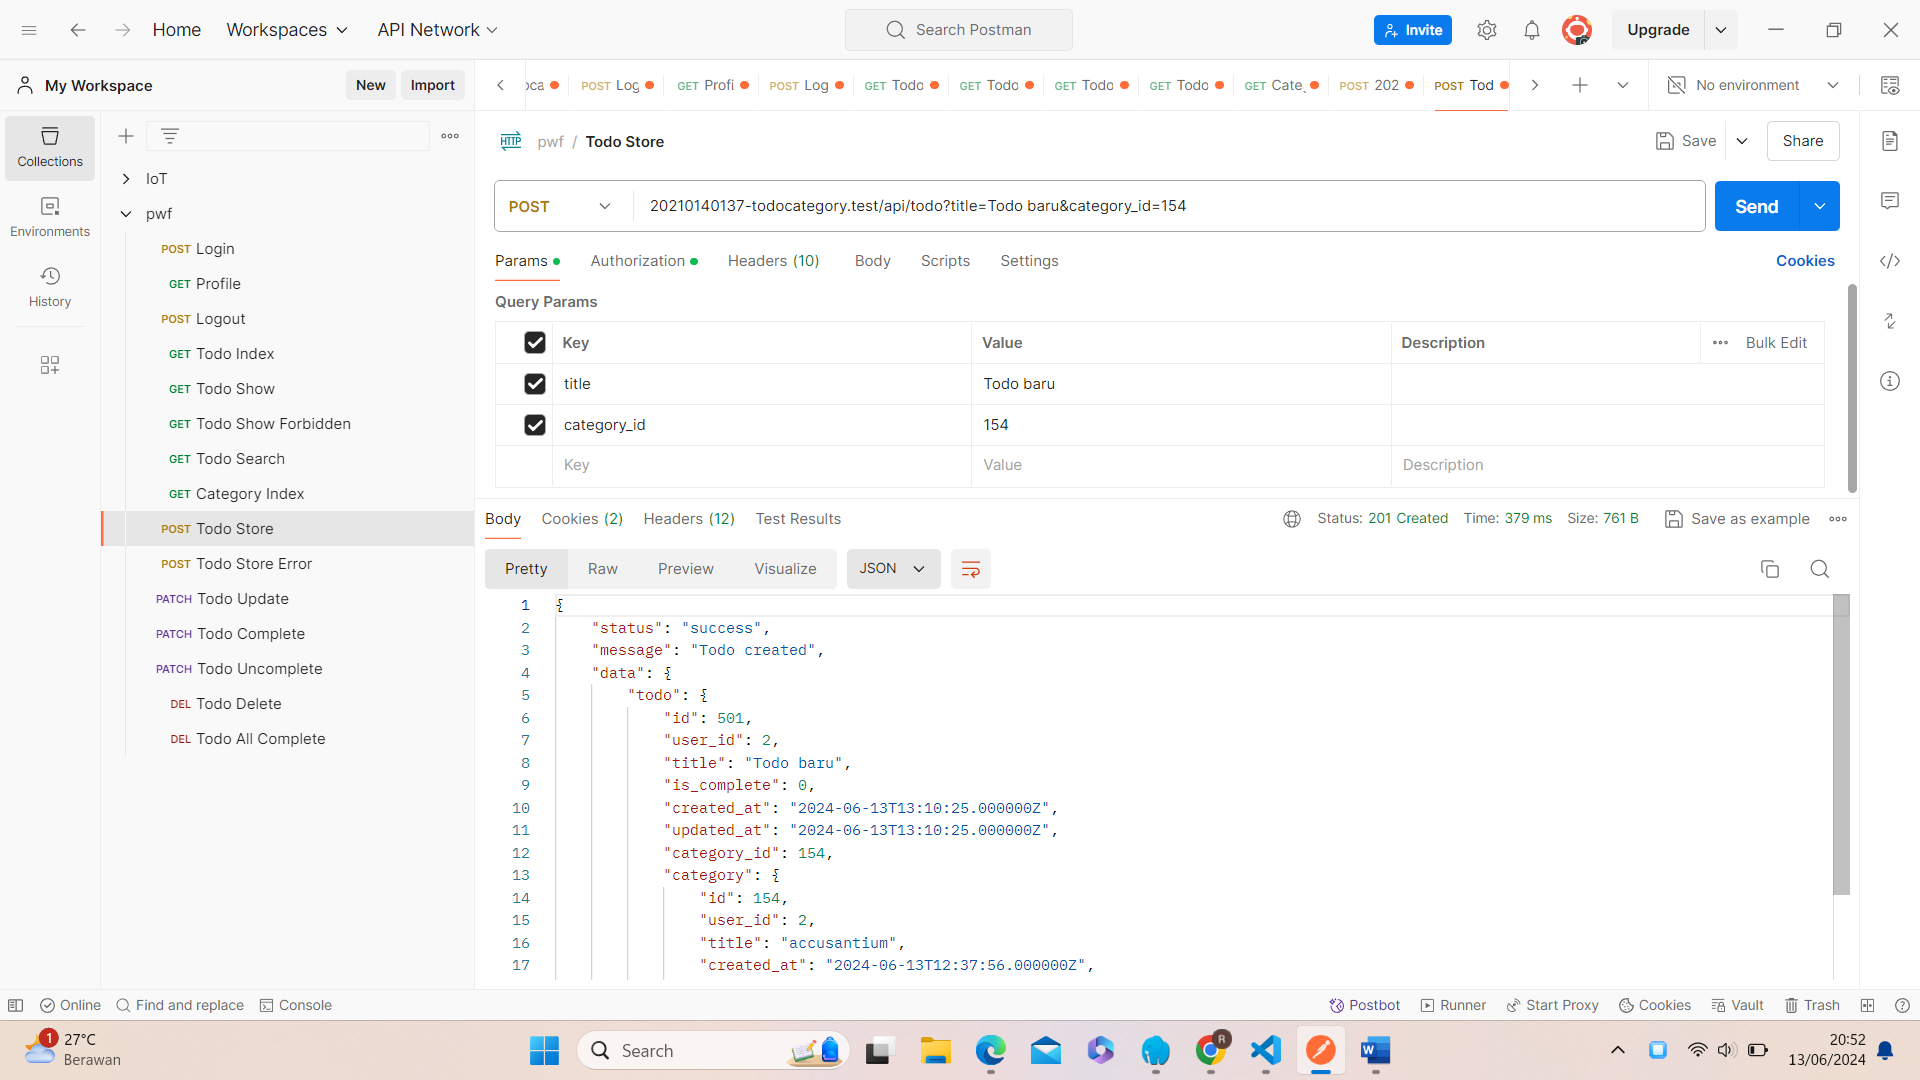 Home Workspaces API Network Search Postman Invite Upgrade
My Workspace New Import
oca POST Log GET Profi POST Log GET Todo GET Todo GET Todo GET Todo GET Cate POST 202 POST Tod No environment
Collections
Environments
History
IoT
pwf
POST Login
GET Profile
POST Logout
GET Todo Index
GET Todo Show
GET Todo Show Forbidden
GET Todo Search
GET Category Index
POST Todo Store
POST Todo Store Error
PATCH Todo Update
PATCH Todo Complete
PATCH Todo Uncomplete
DEL Todo Delete
DEL Todo All Complete
HTTP pwf / Todo Store Save Share
POST 20210140137-todocategory.test/api/todo?title=Todo baru&category_id=154 Send
Params Authorization Headers (10) Body Scripts Settings Cookies
Query Params
Key Value Description Bulk Edit
title Todo baru
category_id 154
Key Value Description
Body Cookies (2) Headers (12) Test Results Status: 201 Created Time: 379 ms Size: 761 B Save as example
Pretty Raw Preview Visualize JSON
1 {
2 "status": "success",
3 "message": "Todo created",
4 "data": {
5 "todo": {
6 "id": 501,
7 "user_id": 2,
8 "title": "Todo baru",
9 "is_complete": 0,
10 "created_at": "2024-06-13T13:10:25.000000Z",
11 "updated_at": "2024-06-13T13:10:25.000000Z",
12 "category_id": 154,
13 "category": {
14 "id": 154,
15 "user_id": 2,
16 "title": "accusantium",
17 "created_at": "2024-06-13T12:37:56.000000Z",
Online Find and replace Console Postbot Runner Start Proxy Cookies Vault Trash
1 27°C
Berawan
Search
R
W
20:52
13/06/2024